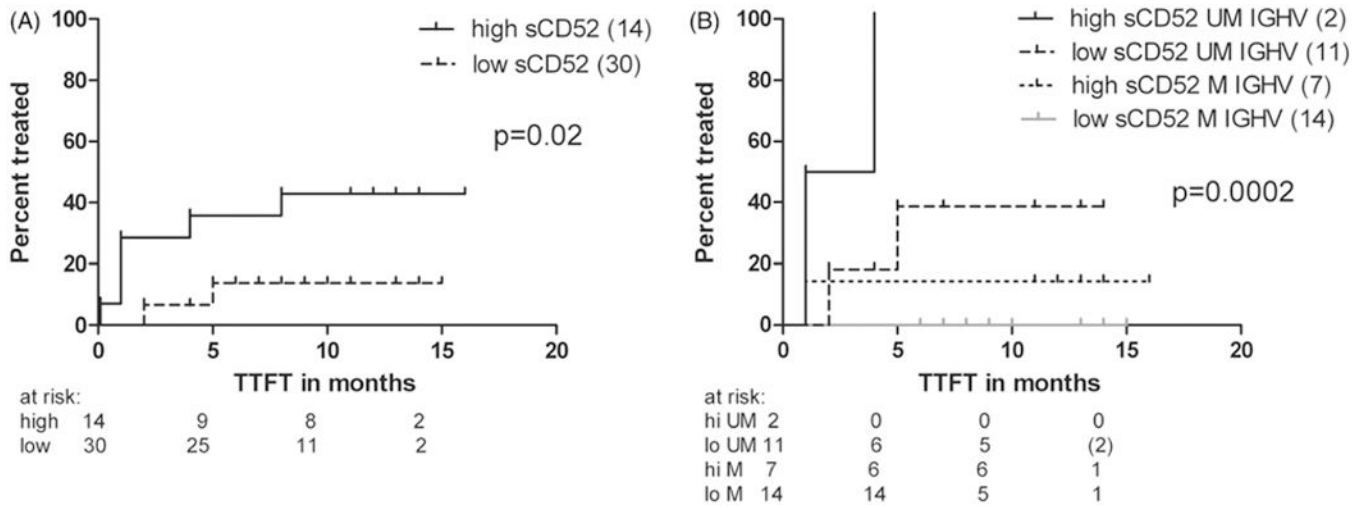 (A)
high sCD52 (14)
low sCD52 (30)
p=0.02
Percent treated
100
80
60
40
20
0
0 5 10 15 20
TTFT in months
at risk:
high 14 9 8 2
low 30 25 11 2
(B)
high sCD52 UM IGHV (2)
low sCD52 UM IGHV (11)
high sCD52 M IGHV (7)
low sCD52 M IGHV (14)
p=0.0002
Percent treated
100
80
60
40
20
0
0 5 10 15 20
TTFT in months
at risk:
hi UM 2 0 0 0
lo UM 11 6 5 (2)
hi M 7 6 6 1
lo M 14 14 5 1